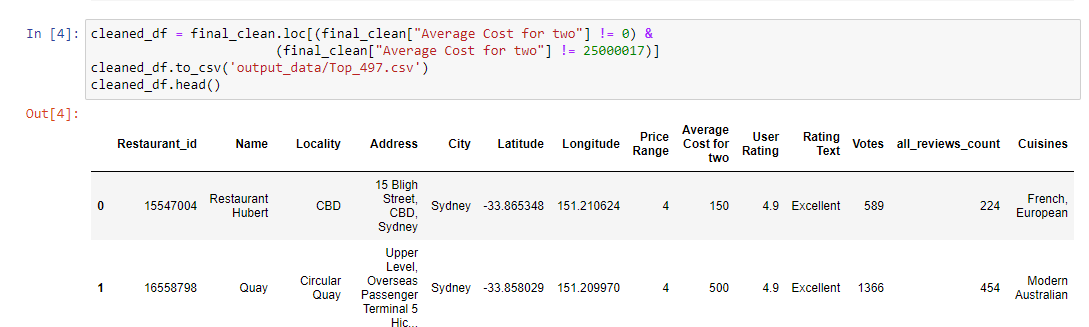 In [4]: cleaned_df = final_clean.loc[(final_clean["Average Cost for two"] != 0) &
(final_clean["Average Cost for two"] != 25000017)]
cleaned_df.to_csv('output_data/Top_497.csv')
cleaned_df.head()
Out[4]:
Restaurant_id Name Locality Address City Latitude Longitude Price Range Average Cost for two User Rating Rating Text Votes all_reviews_count Cuisines
0 15547004 Restaurant Hubert CBD 15 Bligh Street, CBD, Sydney Sydney -33.865348 151.210624 4 150 4.9 Excellent 589 224 French, European
1 16558798 Quay Circular Quay Upper Level, Overseas Passenger Terminal 5 Hic... Sydney -33.858029 151.209970 4 500 4.9 Excellent 1366 454 Modern Australian